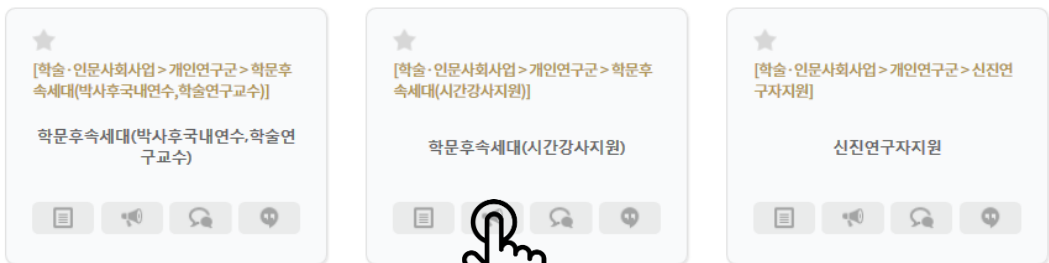 [학술·인문사회사업 > 개인연구군 > 학문후
속세대(박사후국내연수,학술연구교수)]
학문후속세대(박사후국내연수,학술연
구교수)
[학술·인문사회사업 > 개인연구군 > 학문후
속세대(시간강사지원)]
학문후속세대(시간강사지원)
[학술·인문사회사업 > 개인연구군 > 신진연
구자지원]
신진연구자지원